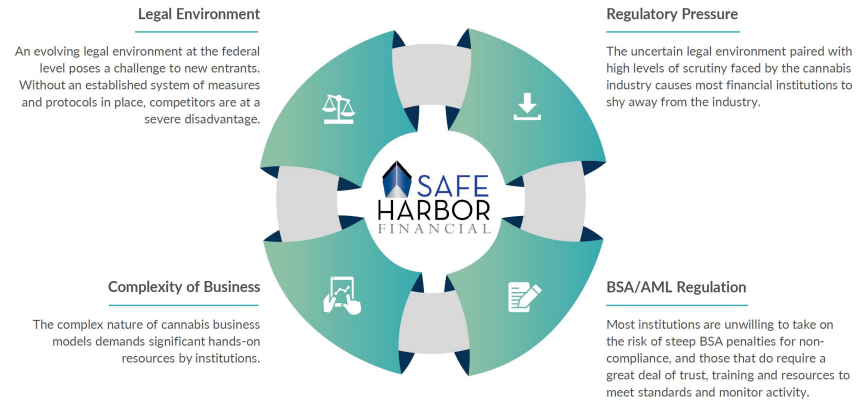 Legal Environment
An evolving legal environment at the federal
level poses a challenge to new entrants.
Without an established system of measures
and protocols in place, competitors are at a
severe disadvantage.
Regulatory Pressure
The uncertain legal environment paired with
high levels of scrutiny faced by the cannabis
industry causes most financial institutions to
shy away from the industry.
SAFE
HARBOR
FINANCIAL
Complexity of Business
The complex nature of cannabis business
models demands significant hands-on
resources by institutions.
BSA/AML Regulation
Most institutions are unwilling to take on
the risk of steep BSA penalties for non-
compliance, and those that do require a
great deal of trust, training and resources to
meet standards and monitor activity.